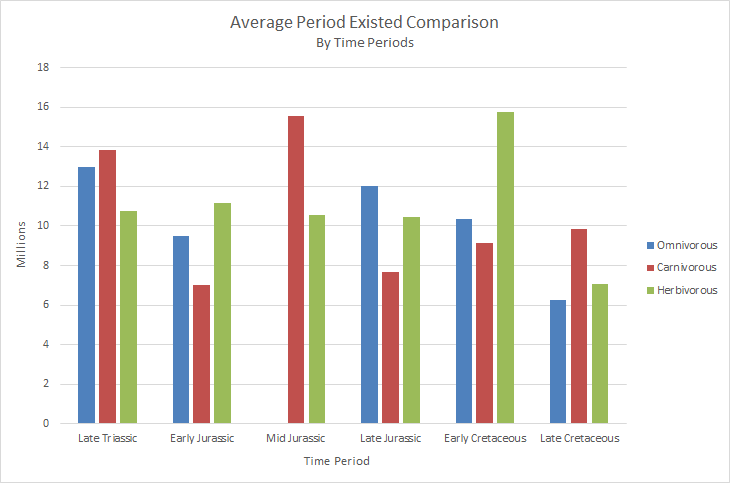 Average Period Existed Comparison
By Time Periods
18
16
14
12
10
8
6
4
2
0
Millions
Late Triassic
Early Jurassic
Mid Jurassic
Late Jurassic
Early Cretaceous
Late Cretaceous
Time Period
Omnivorous
Carnivorous
Herbivorous